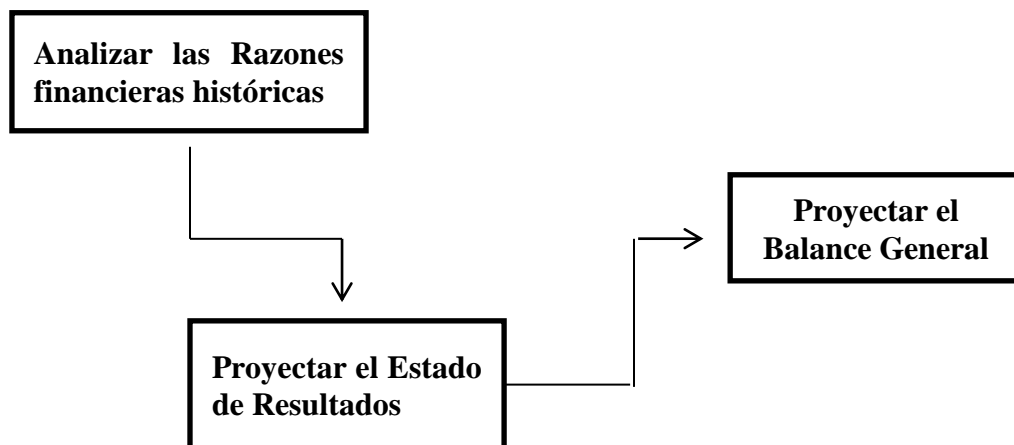 Analizar las Razones
financieras históricas
Proyectar el
Balance General
Proyectar el Estado
de Resultados